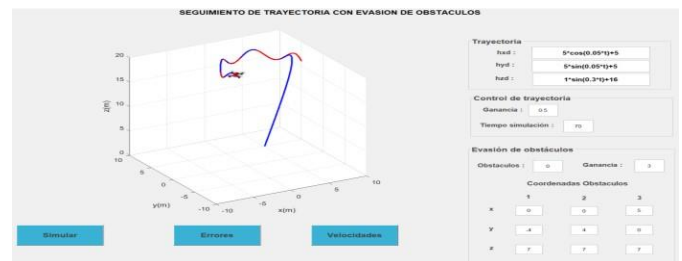 SEGUIMIENTO DE TRAYECTORIA CON EVASION DE OBSTACULOS
20
15
10
5
0
z(m)
10
5
0
-5
-10
y(m)
-10
-5
0
5
10
x(m)
Simular
Errores
Velocidades
Trayectoria
hxd : 5*cos(0.05*t)+5
hyd : 5*sin(0.05*t)+5
hzd : 1*sin(0.3*t)+16
Control de trayectoria
Ganancia : 0.5
Tiempo simulación : 70
Evasión de obstáculos
Obstaculos : 0 Ganancia : 3
Coordenadas Obstaculos
1 2 3
x 0 0 5
y -4 4 0
z 7 7 7